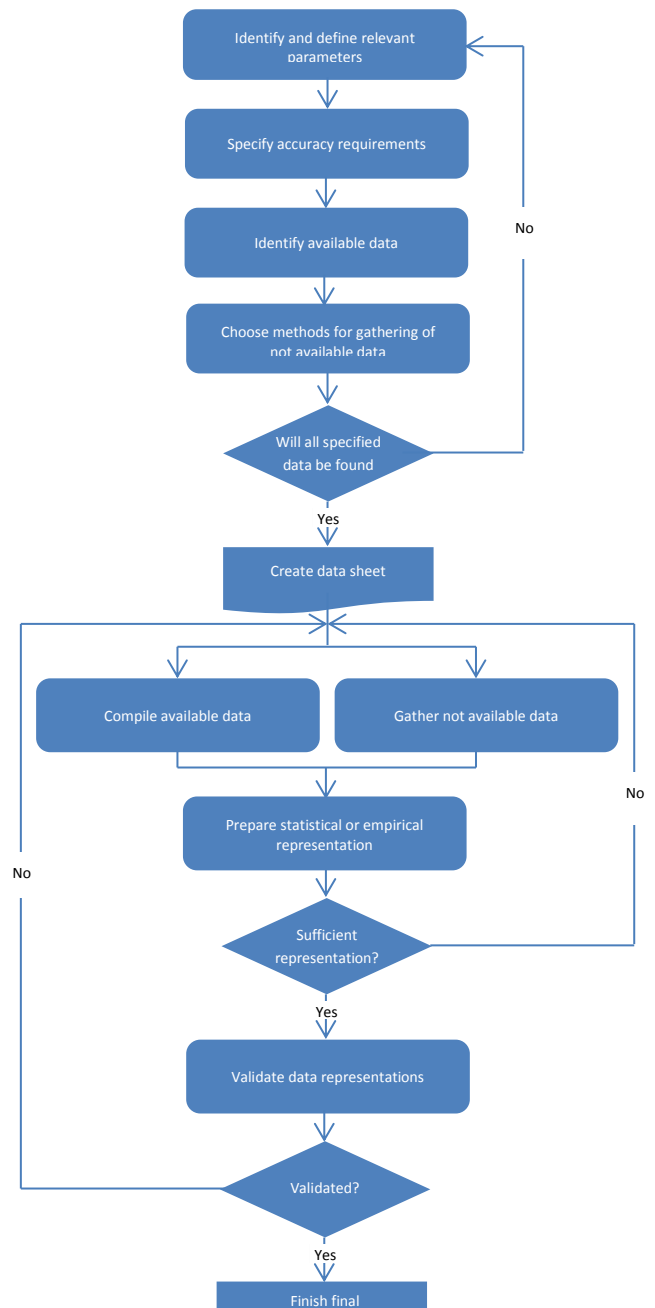 Identify and define relevant
parameters
Specify accuracy requirements
No
Identify available data
Choose methods for gathering of
not available data
Will all specified
data be found
Yes
Create data sheet
Compile available data
Gather not available data
No
Prepare statistical or empirical
representation
No
Sufficient
representation?
Yes
Validate data representations
Validated?
Yes
Finish final